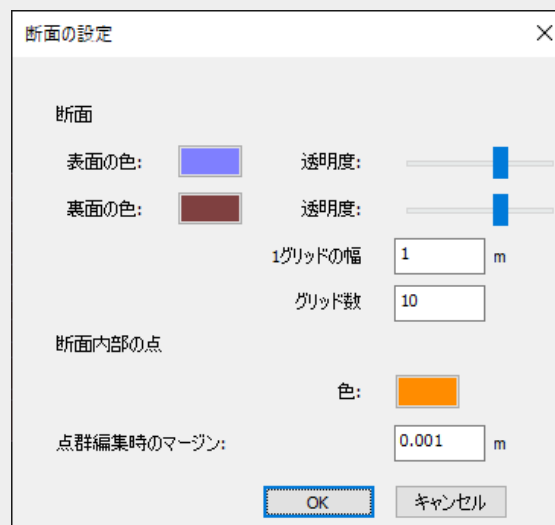 断面の設定
断面
表面の色: 透明度:
裏面の色: 透明度:
1グリッドの幅 1 m
グリッド数 10
断面内部の点
色:
点群編集時のマージン: 0.001 m
OK キャンセル